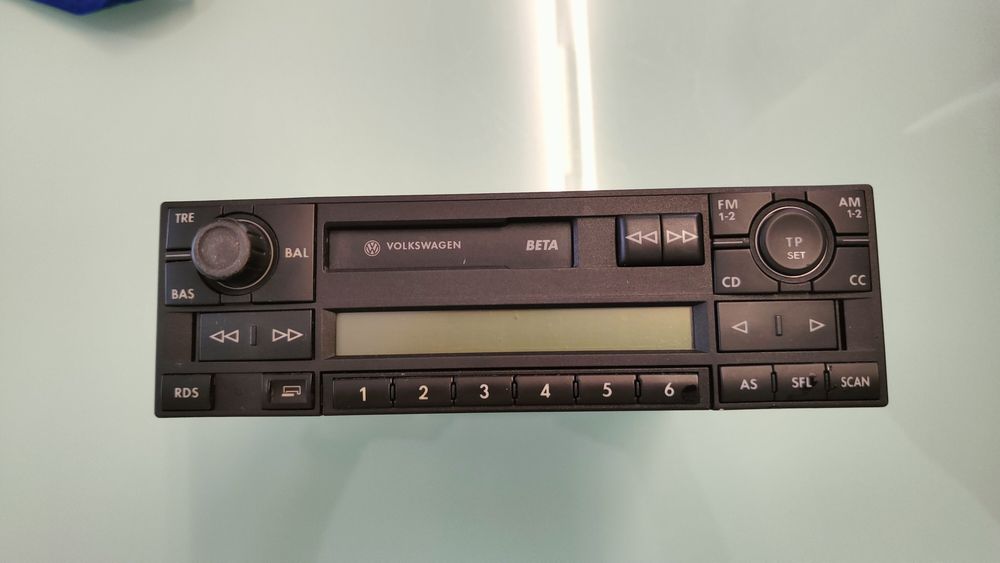 TRE
BAL
BAS
VOLKSWAGEN BETA
FM
1-2
AM
1-2
TP
SET
CD
CC
RDS
1 2 3 4 5 6
AS SFL SCAN